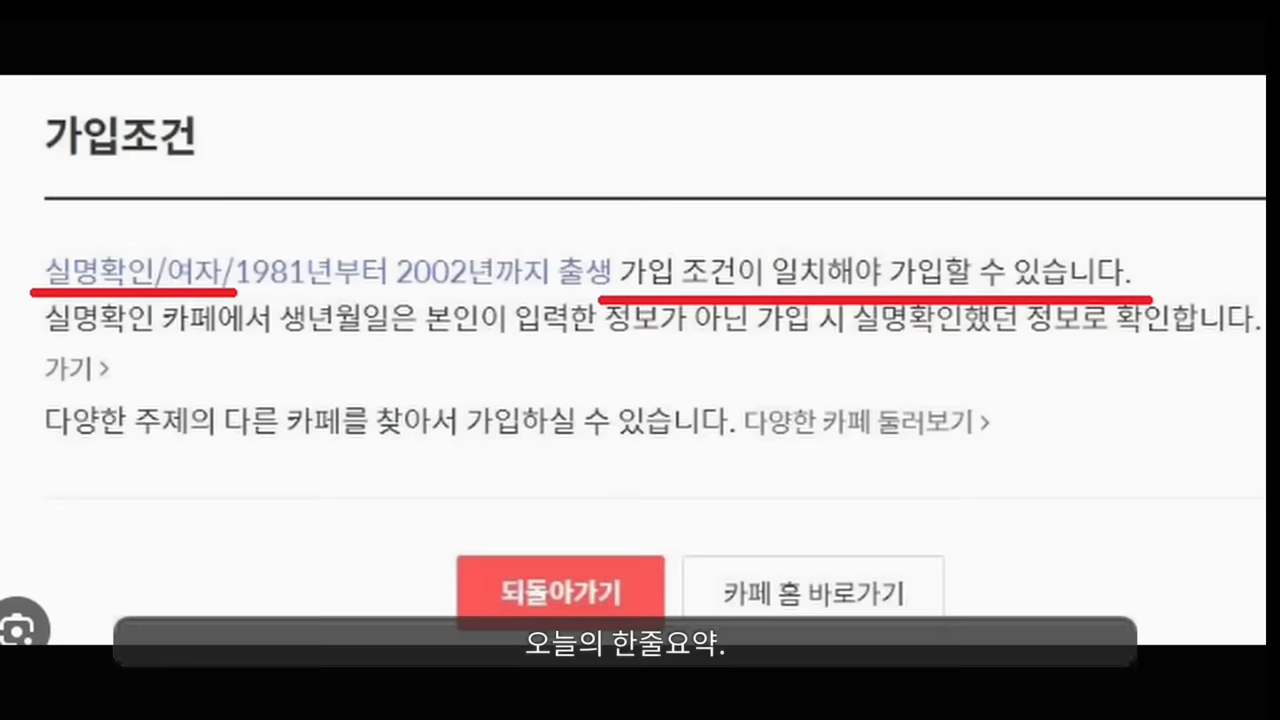 가입조건
실명확인/여자/1981년부터 2002년까지 출생 가입 조건이 일치해야 가입할 수 있습니다.
실명확인 카페에서 생년월일은 본인이 입력한 정보가 아닌 가입 시 실명확인했던 정보로 확인합니다.
가기 >
다양한 주제의 다른 카페를 찾아서 가입하실 수 있습니다. 다양한 카페 둘러보기 >
되돌아가기
카페 홈 바로가기
오늘의 한줄요약.